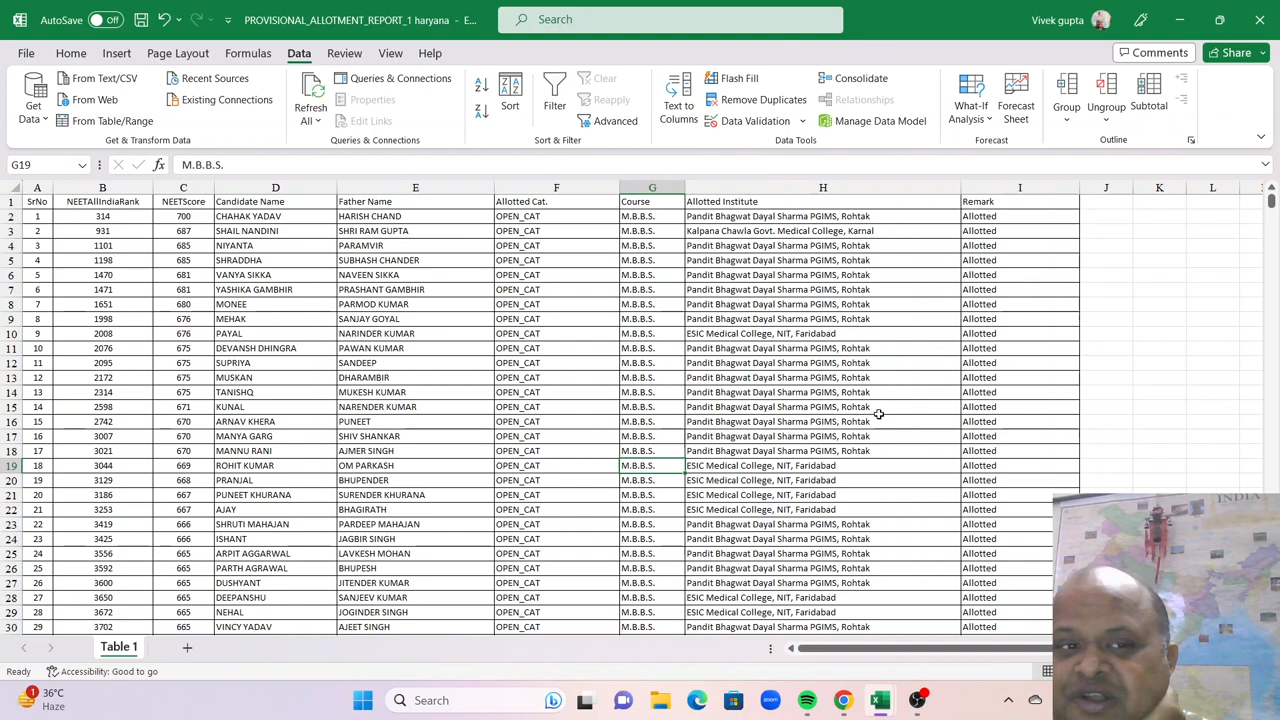 AutoSave Off PROVISIONAL_ALLOTMENT_REPORT_1 haryana - E... Search Vivek gupta
File Home Insert Page Layout Formulas Data Review View Help Comments Share
Get Data From Text/CSV From Web From Table/Range Recent Sources Existing Connections
Refresh All Queries & Connections Properties Edit Links
Sort Filter Clear Reapply Advanced
Text to Columns Flash Fill Remove Duplicates Data Validation Consolidate Relationships Manage Data Model
What-If Analysis Forecast Sheet Group Ungroup Subtotal
Get & Transform Data Queries & Connections Sort & Filter Data Tools Forecast Outline
G19 fx M.B.B.S.
A B C D E F G H I J K L
1 SrNo NEETAllIndiaRank NEETScore Candidate Name Father Name Allotted Cat. Course Allotted Institute Remark
2 1 314 700 CHAHAK YADAV HARISH CHAND OPEN_CAT M.B.B.S. Pandit Bhagwat Dayal Sharma PGIMS, Rohtak Allotted
3 2 931 687 SHAIL NANDINI SHRI RAM GUPTA OPEN_CAT M.B.B.S. Kalpana Chawla Govt. Medical College, Karnal Allotted
4 3 1101 685 NIYANTA PARAMVIR OPEN_CAT M.B.B.S. Pandit Bhagwat Dayal Sharma PGIMS, Rohtak Allotted
5 4 1198 685 SHRADDHA SUBHASH CHANDER OPEN_CAT M.B.B.S. Pandit Bhagwat Dayal Sharma PGIMS, Rohtak Allotted
6 5 1470 681 VANYA SIKKA NAVEEN SIKKA OPEN_CAT M.B.B.S. Pandit Bhagwat Dayal Sharma PGIMS, Rohtak Allotted
7 6 1471 681 YASHIKA GAMBHIR PRASHANT GAMBHIR OPEN_CAT M.B.B.S. Pandit Bhagwat Dayal Sharma PGIMS, Rohtak Allotted
8 7 1651 680 MONEE PARMOD KUMAR OPEN_CAT M.B.B.S. Pandit Bhagwat Dayal Sharma PGIMS, Rohtak Allotted
9 8 1998 676 MEHAK SANJAY GOYAL OPEN_CAT M.B.B.S. Pandit Bhagwat Dayal Sharma PGIMS, Rohtak Allotted
10 9 2008 676 PAYAL NARINDER KUMAR OPEN_CAT M.B.B.S. ESIC Medical College, NIT, Faridabad Allotted
11 10 2076 675 DEVANSH DHINGRA PAWAN KUMAR OPEN_CAT M.B.B.S. Pandit Bhagwat Dayal Sharma PGIMS, Rohtak Allotted
12 11 2095 675 SUPRIYA SANDEEP OPEN_CAT M.B.B.S. Pandit Bhagwat Dayal Sharma PGIMS, Rohtak Allotted
13 12 2172 675 MUSKAN DHARAMBIR OPEN_CAT M.B.B.S. Pandit Bhagwat Dayal Sharma PGIMS, Rohtak Allotted
14 13 2314 675 TANISHQ MUKESH KUMAR OPEN_CAT M.B.B.S. Pandit Bhagwat Dayal Sharma PGIMS, Rohtak Allotted
15 14 2598 671 KUNAL NARENDER KUMAR OPEN_CAT M.B.B.S. Pandit Bhagwat Dayal Sharma PGIMS, Rohtak Allotted
16 15 2742 670 ARNAV KHERA PUNEET OPEN_CAT M.B.B.S. Pandit Bhagwat Dayal Sharma PGIMS, Rohtak Allotted
17 16 3007 670 MANYA GARG SHIV SHANKAR OPEN_CAT M.B.B.S. Pandit Bhagwat Dayal Sharma PGIMS, Rohtak Allotted
18 17 3021 670 MANNU RANI AJMER SINGH OPEN_CAT M.B.B.S. Pandit Bhagwat Dayal Sharma PGIMS, Rohtak Allotted
19 18 3044 669 ROHIT KUMAR OM PARKASH OPEN_CAT M.B.B.S. ESIC Medical College, NIT, Faridabad Allotted
20 19 3129 668 PRANJAL BHUPENDER OPEN_CAT M.B.B.S. ESIC Medical College, NIT, Faridabad Allotted
21 20 3186 667 PUNEET KHURANA SURENDER KHURANA OPEN_CAT M.B.B.S. ESIC Medical College, NIT, Faridabad Allotted
22 21 3253 667 AJAY BHAGIRATH OPEN_CAT M.B.B.S. ESIC Medical College, NIT, Faridabad Allotted
23 22 3419 666 SHRUTI MAHAJAN PARDEEP MAHAJAN OPEN_CAT M.B.B.S. Pandit Bhagwat Dayal Sharma PGIMS, Rohtak Allotted
24 23 3425 666 ISHANT JAGBIR SINGH OPEN_CAT M.B.B.S. Pandit Bhagwat Dayal Sharma PGIMS, Rohtak Allotted
25 24 3556 665 ARPIT AGGARWAL LAVKESH MOHAN OPEN_CAT M.B.B.S. Pandit Bhagwat Dayal Sharma PGIMS, Rohtak Allotted
26 25 3592 665 PARTH AGRAWAL BHUPESH OPEN_CAT M.B.B.S. Pandit Bhagwat Dayal Sharma PGIMS, Rohtak Allotted
27 26 3600 665 DUSHYANT JITENDER KUMAR OPEN_CAT M.B.B.S. Pandit Bhagwat Dayal Sharma PGIMS, Rohtak Allotted
28 27 3650 665 DEEPANSHU SANJEEV KUMAR OPEN_CAT M.B.B.S. ESIC Medical College, NIT, Faridabad Allotted
29 28 3672 665 NEHAL JOGINDER SINGH OPEN_CAT M.B.B.S. ESIC Medical College, NIT, Faridabad Allotted
30 29 3702 665 VINCY YADAV AJEET SINGH OPEN_CAT M.B.B.S. Pandit Bhagwat Dayal Sharma PGIMS, Rohtak Allotted
INDIA
Table 1
Ready Accessibility: Good to go
1 36°C Haze Search zoom